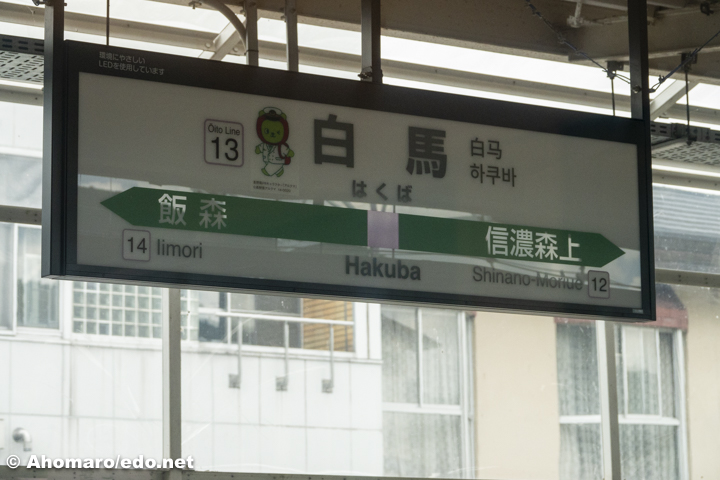 環境にやさしい
LEDを使用しています
Ōito Line
13
白馬
白马
하쿠바
はくば
飯森
信濃森上
14 Iimori
Hakuba
Shinano-Moriue 12
© Ahomaro/edo.net